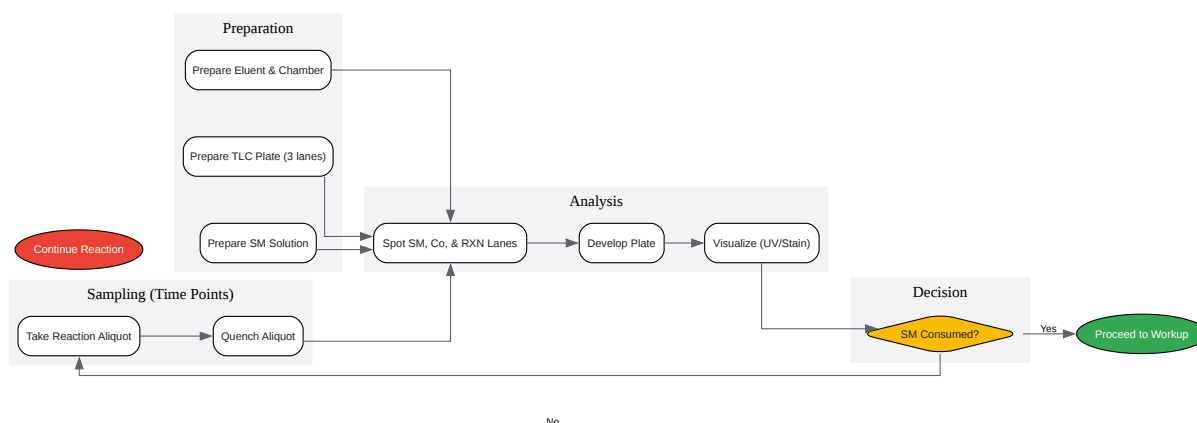 Preparation
Prepare Eluent & Chamber
Prepare TLC Plate (3 lanes)
Prepare SM Solution
Analysis
Spot SM, Co, & RXN Lanes
Develop Plate
Visualize (UV/Stain)
Continue Reaction
Sampling (Time Points)
Take Reaction Aliquot
Quench Aliquot
Decision
SM Consumed?
Yes
Proceed to Workup
No